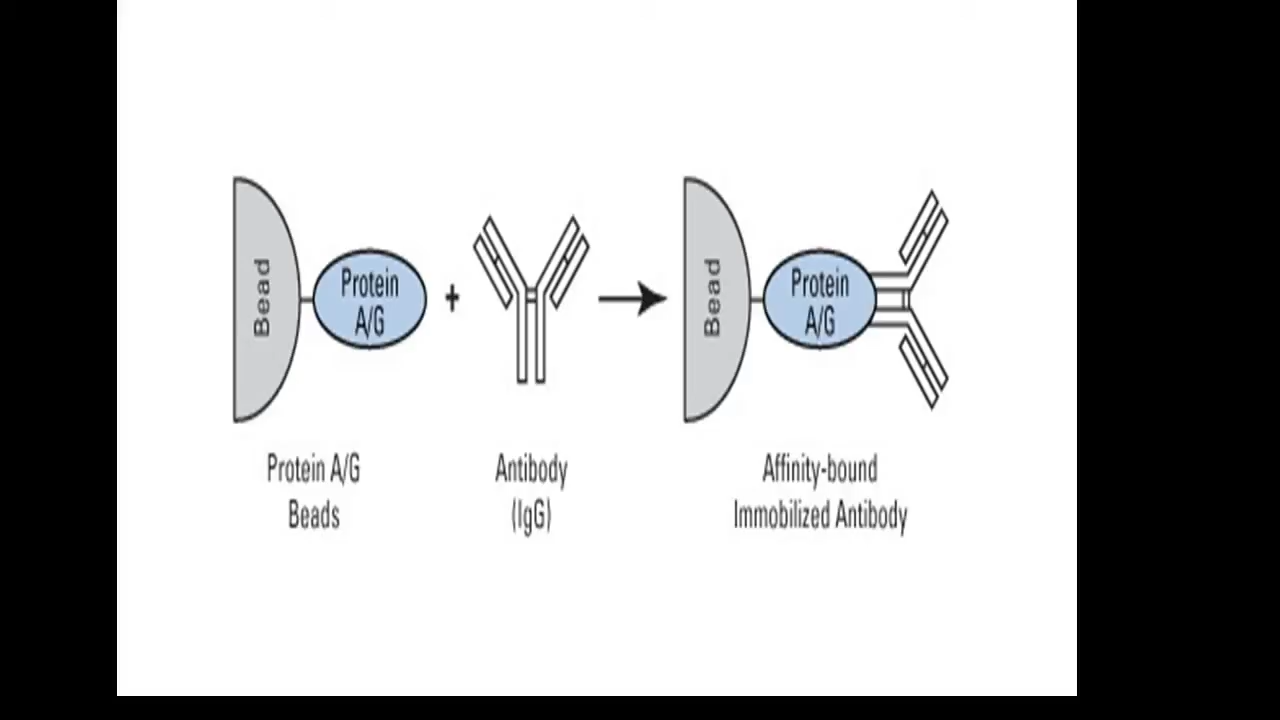 Bead
Protein
A/G
+
Bead
Protein
A/G
Protein A/G
Beads
Antibody
(IgG)
Affinity-bound
Immobilized Antibody